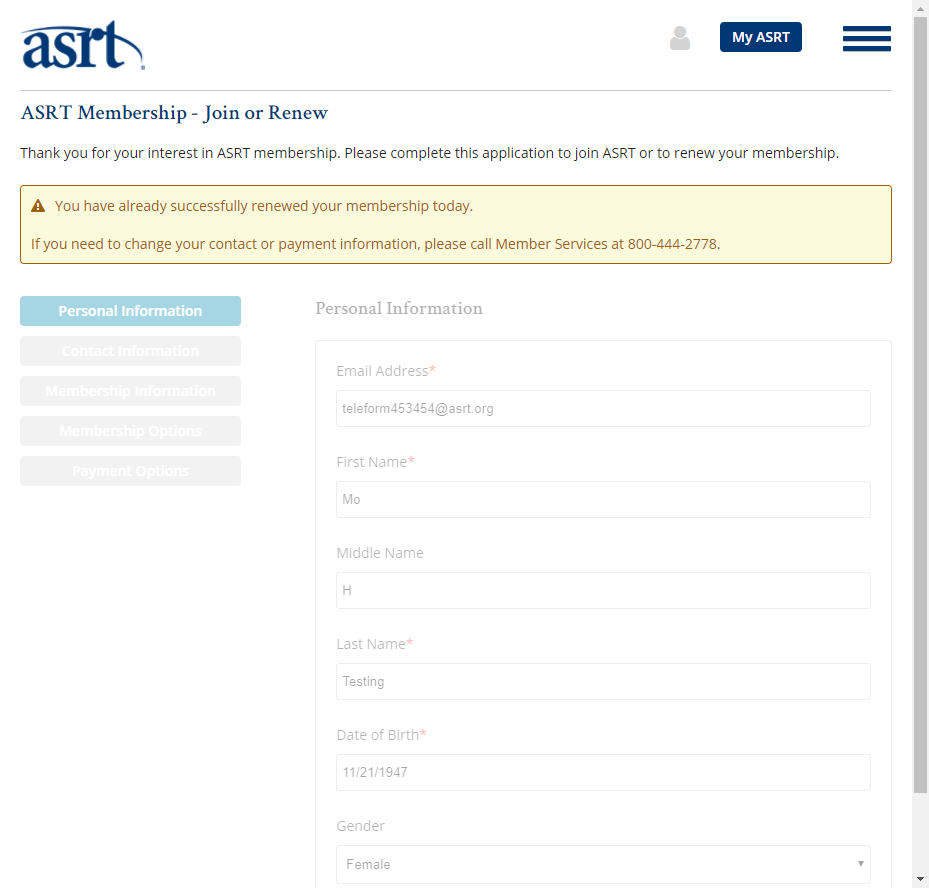 asrt
My ASRT
ASRT Membership - Join or Renew
Thank you for your interest in ASRT membership. Please complete this application to join ASRT or to renew your membership.
You have already successfully renewed your membership today.
If you need to change your contact or payment information, please call Member Services at 800-444-2778.
Personal Information
Contact Information
Membership Information
Membership Options
Payment Options
Personal Information
Email Address*
teleform453454@asrt.org
First Name*
Mo
Middle Name
H
Last Name*
Testing
Date of Birth*
11/21/1947
Gender
Female